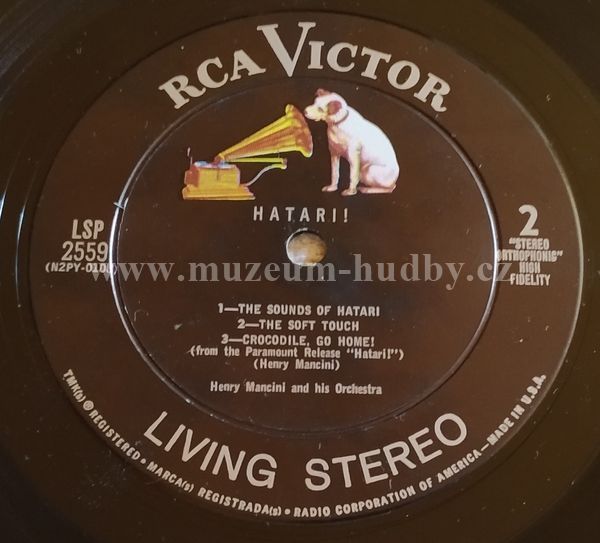 RCA VICTOR
HATARI!
LSP
2559
2
"STEREO
ORTHOPHONIC"
HIGH
FIDELITY
www.muzeum-hudby.cz
1—THE SOUNDS OF HATARI
2—THE SOFT TOUCH
3—CROCODILE, GO HOME!
(from the Paramount Release "Hatari!")
(Henry Mancini)
Henry Mancini and his Orchestra
LIVING STEREO
TMK(s) ® REGISTERED • MARCA(s) REGISTRADA(s) • RADIO CORPORATION OF AMERICA—MADE IN U.S.A.